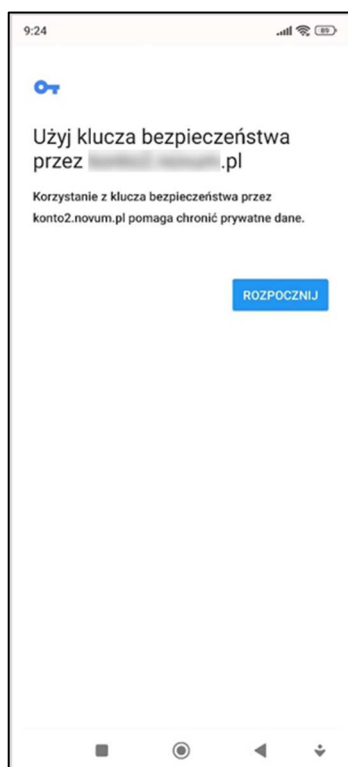 9:24
89
Użyj klucza bezpieczeństwa
przez .pl
Korzystanie z klucza bezpieczeństwa przez
konto2.novum.pl pomaga chronić prywatne dane.
ROZPOCZNIJ